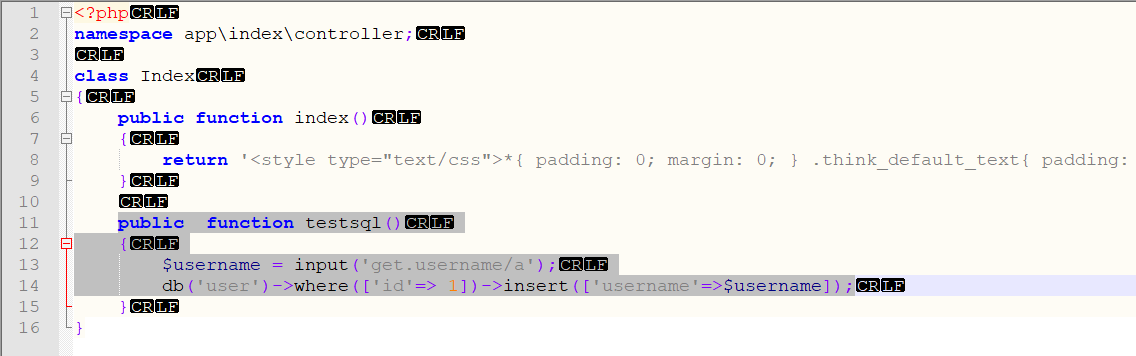 1 <?phpCRLF
2 namespace app\index\controller;CRLF
3 CRLF
4 class IndexCRLF
5 {CRLF
6     public function index()CRLF
7     {CRLF
8         return '<style type="text/css">*{ padding: 0; margin: 0; } .think_default_text{ padding:
9     }CRLF
10     CRLF
11     public  function testsql()CRLF
12     {CRLF
13         $username = input('get.username/a');CRLF
14         db('user')->where(['id'=> 1])->insert(['username'=>$username]);CRLF
15     }CRLF
16 }